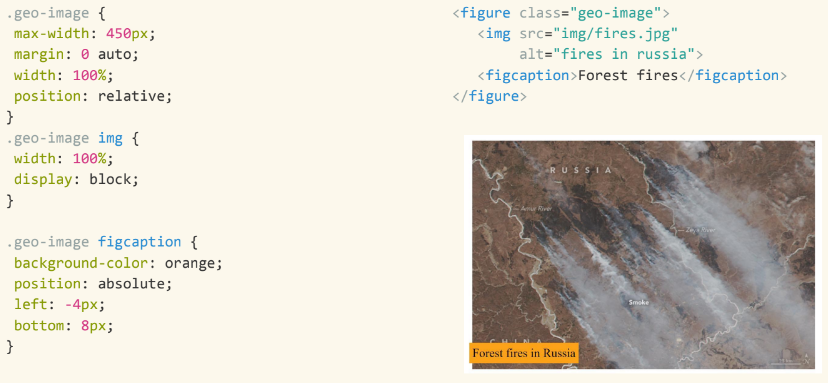 .geo-image {
max-width: 450px;
margin: 0 auto;
width: 100%;
position: relative;
}
.geo-image img {
width: 100%;
display: block;
}
.geo-image figcaption {
background-color: orange;
position: absolute;
left: -4px;
bottom: 8px;
}
<figure class="geo-image">
<img src="img/fires.jpg"
alt="fires in russia">
<figcaption>Forest fires</figcaption>
</figure>
RUSSIA
Amur River
Zeya River
Smoke
CHINA
Forest fires in Russia